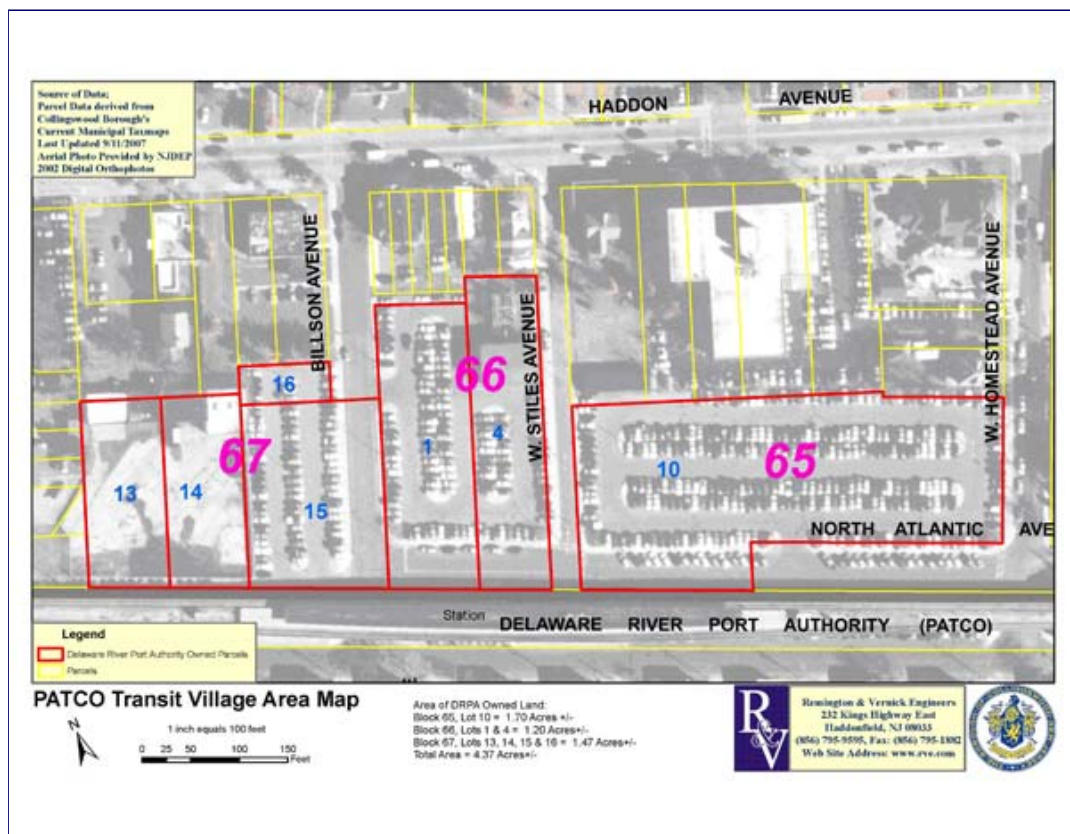 Source of Data;
Parcel Data derived from
Collingswood Borough's
Current Municipal Taxmaps
Last Updated 9/11/2007
Aerial Photo Provided by NJDEP
2002 Digital Orthophotos
HADDON AVENUE
BILLSON AVENUE
W. STILES AVENUE
W. HOMESTEAD AVENUE
66
16
67
1
4
10
65
13
14
15
NORTH ATLANTIC AVE
Station
DELAWARE RIVER PORT AUTHORITY (PATCO)
Legend
Delaware River Port Authority Owned Parcels
Parcels
PATCO Transit Village Area Map
N
1 inch equals 100 feet
0 25 50 100 150
Feet
Area of DRPA Owned Land:
Block 65, Lot 10 = 1.70 Acres +/-
Block 66, Lots 1 & 4 = 1.20 Acres+/-
Block 67, Lots 13, 14, 15 & 16 = 1.47 Acres+/-
Total Area = 4.37 Acres+/-
R&V
Remington & Vernick Engineers
232 Kings Highway East
Haddonfield, NJ 08033
(856) 795-9595, Fax: (856) 795-1882
Web Site Address: www.rve.com